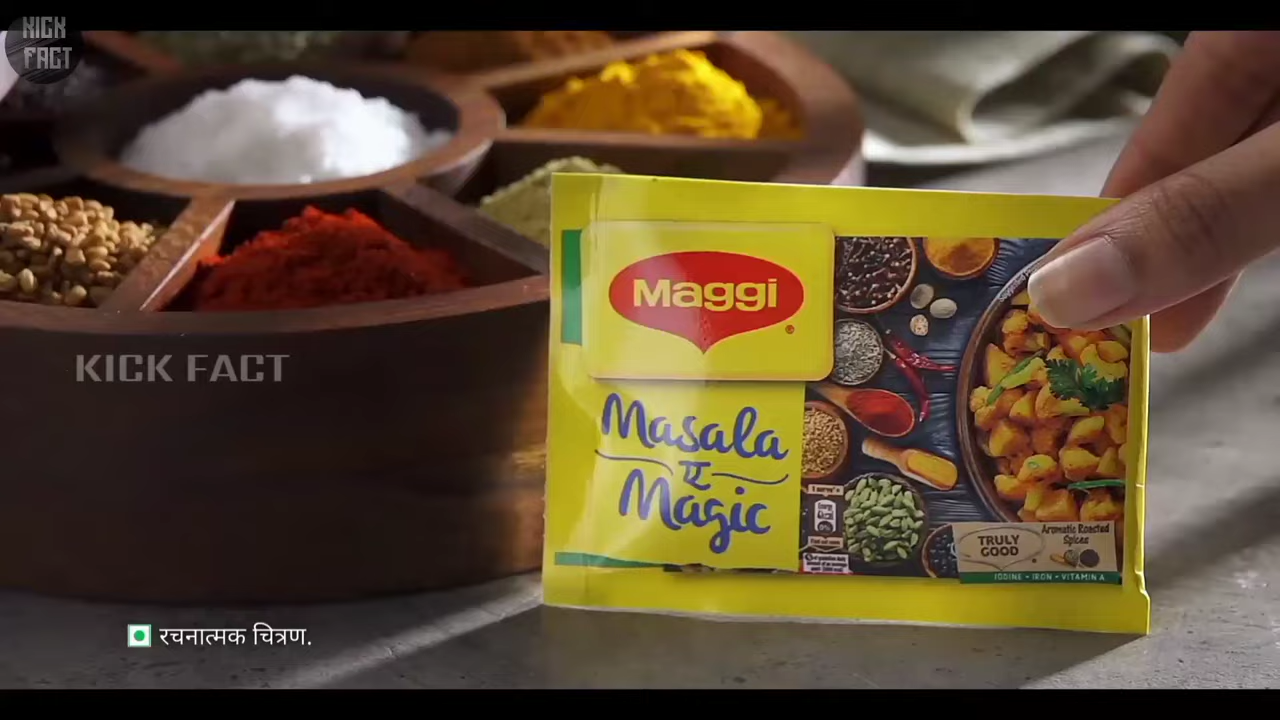 KICK
FACT
KICK FACT
Maggi
Masala
ए
Magic
TRULY
GOOD
Aromatic Roasted
Spices
IODINE • IRON • VITAMIN A
रचनात्मक चित्रण.